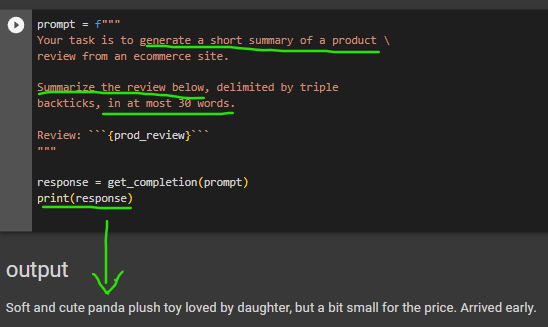 prompt = f"""
Your task is to generate a short summary of a product \
review from an ecommerce site.
Summarize the review below, delimited by triple
backticks, in at most 30 words.
Review: ```{prod_review}```
"""
response = get_completion(prompt)
print(response)
output
Soft and cute panda plush toy loved by daughter, but a bit small for the price. Arrived early.